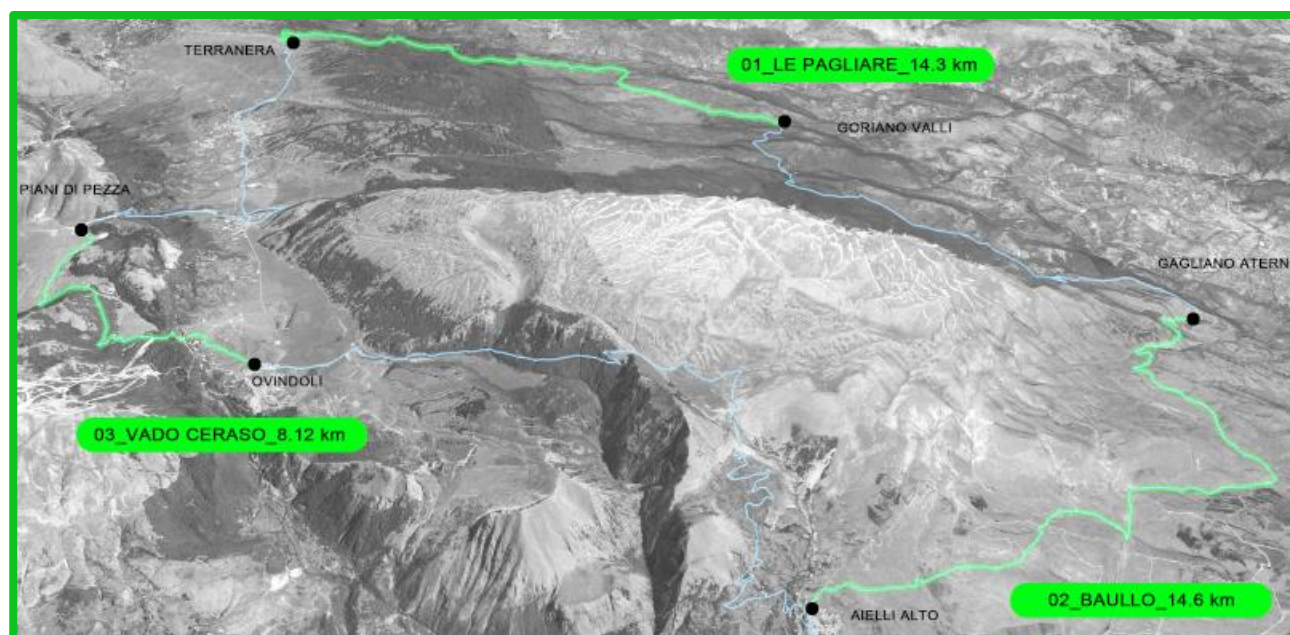 TERRANERA
01_LE PAGLIARE_14.3 km
GORIANO VALLI
PIANI DI PEZZA
GAGLIANO ATERN
OVINDOLI
03_VADO CERASO_8.12 km
02_BAULLO_14.6 km
AIELLI ALTO